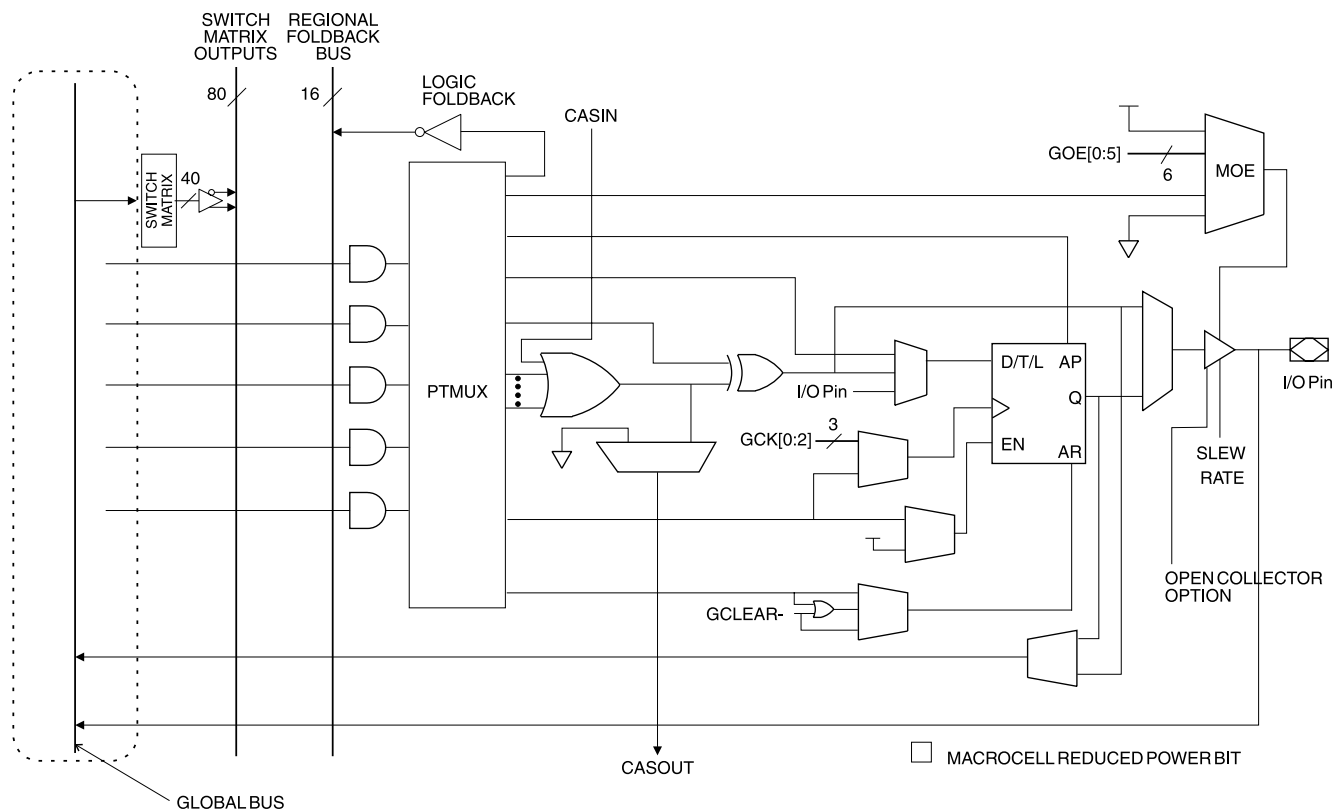 SWITCH
MATRIX
OUTPUTS
REGIONAL
FOLDBACK
BUS
80
16
LOGIC
FOLDBACK
CASIN
GOE[0:5]
6
MOE
SWITCH
MATRIX
40
PTMUX
I/O Pin
D/T/L
AP
Q
EN
AR
I/O Pin
GCK[0:2]
3
SLEW
RATE
OPEN COLLECTOR
OPTION
GCLEAR-
CASOUT
MACROCELL REDUCED POWER BIT
GLOBAL BUS